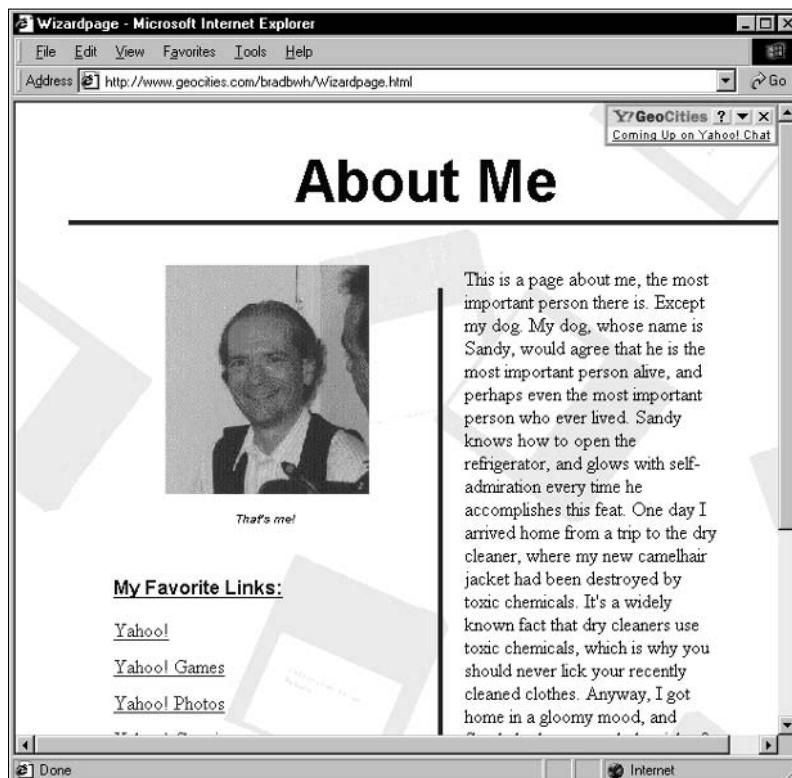 Wizardpage - Microsoft Internet Explorer
File Edit View Favorites Tools Help
Address http://www.geocities.com/bradbwh/Wizardpage.html Go
Y! GeoCities ?
Coming Up on Yahoo! Chat
About Me
That's me!
My Favorite Links:
Yahoo!
Yahoo! Games
Yahoo! Photos
This is a page about me, the most
important person there is. Except
my dog. My dog, whose name is
Sandy, would agree that he is the
most important person alive, and
perhaps even the most important
person who ever lived. Sandy
knows how to open the
refrigerator, and glows with self-
admiration every time he
accomplishes this feat. One day I
arrived home from a trip to the dry
cleaner, where my new camelhair
jacket had been destroyed by
toxic chemicals. It's a widely
known fact that dry cleaners use
toxic chemicals, which is why you
should never lick your recently
cleaned clothes. Anyway, I got
home in a gloomy mood, and
Done Internet